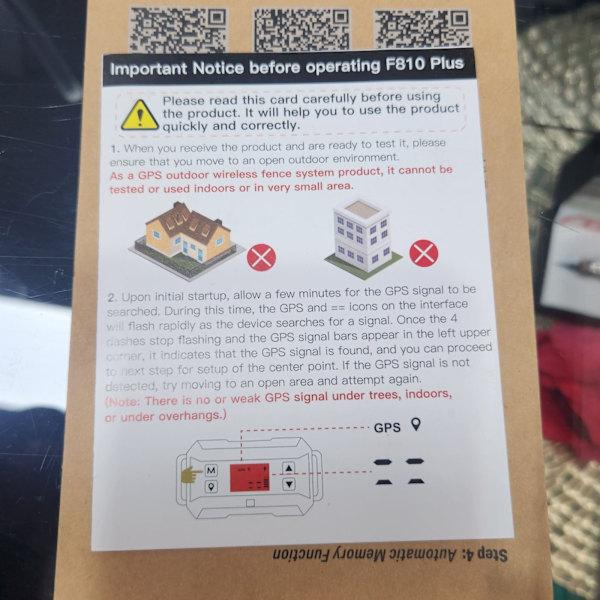 Important Notice before operating F810 Plus
Please read this card carefully before using
the product. It will help you to use the product
quickly and correctly.
1. When you receive the product and are ready to test it, please
ensure that you move to an open outdoor environment.
As a GPS outdoor wireless fence system product, it cannot be
tested or used indoors or in very small area.
2. Upon initial startup, allow a few minutes for the GPS signal to be
searched. During this time, the GPS and == icons on the interface
will flash rapidly as the device searches for a signal. Once the 4
dashes stop flashing and the GPS signal bars appear in the left upper
corner, it indicates that the GPS signal is found, and you can proceed
to next step for setup of the center point. If the GPS signal is not
detected, try moving to an open area and attempt again.
(Note: There is no or weak GPS signal under trees, indoors,
or under overhangs.)
GPS
M
Step 4: Automatic Memory Function